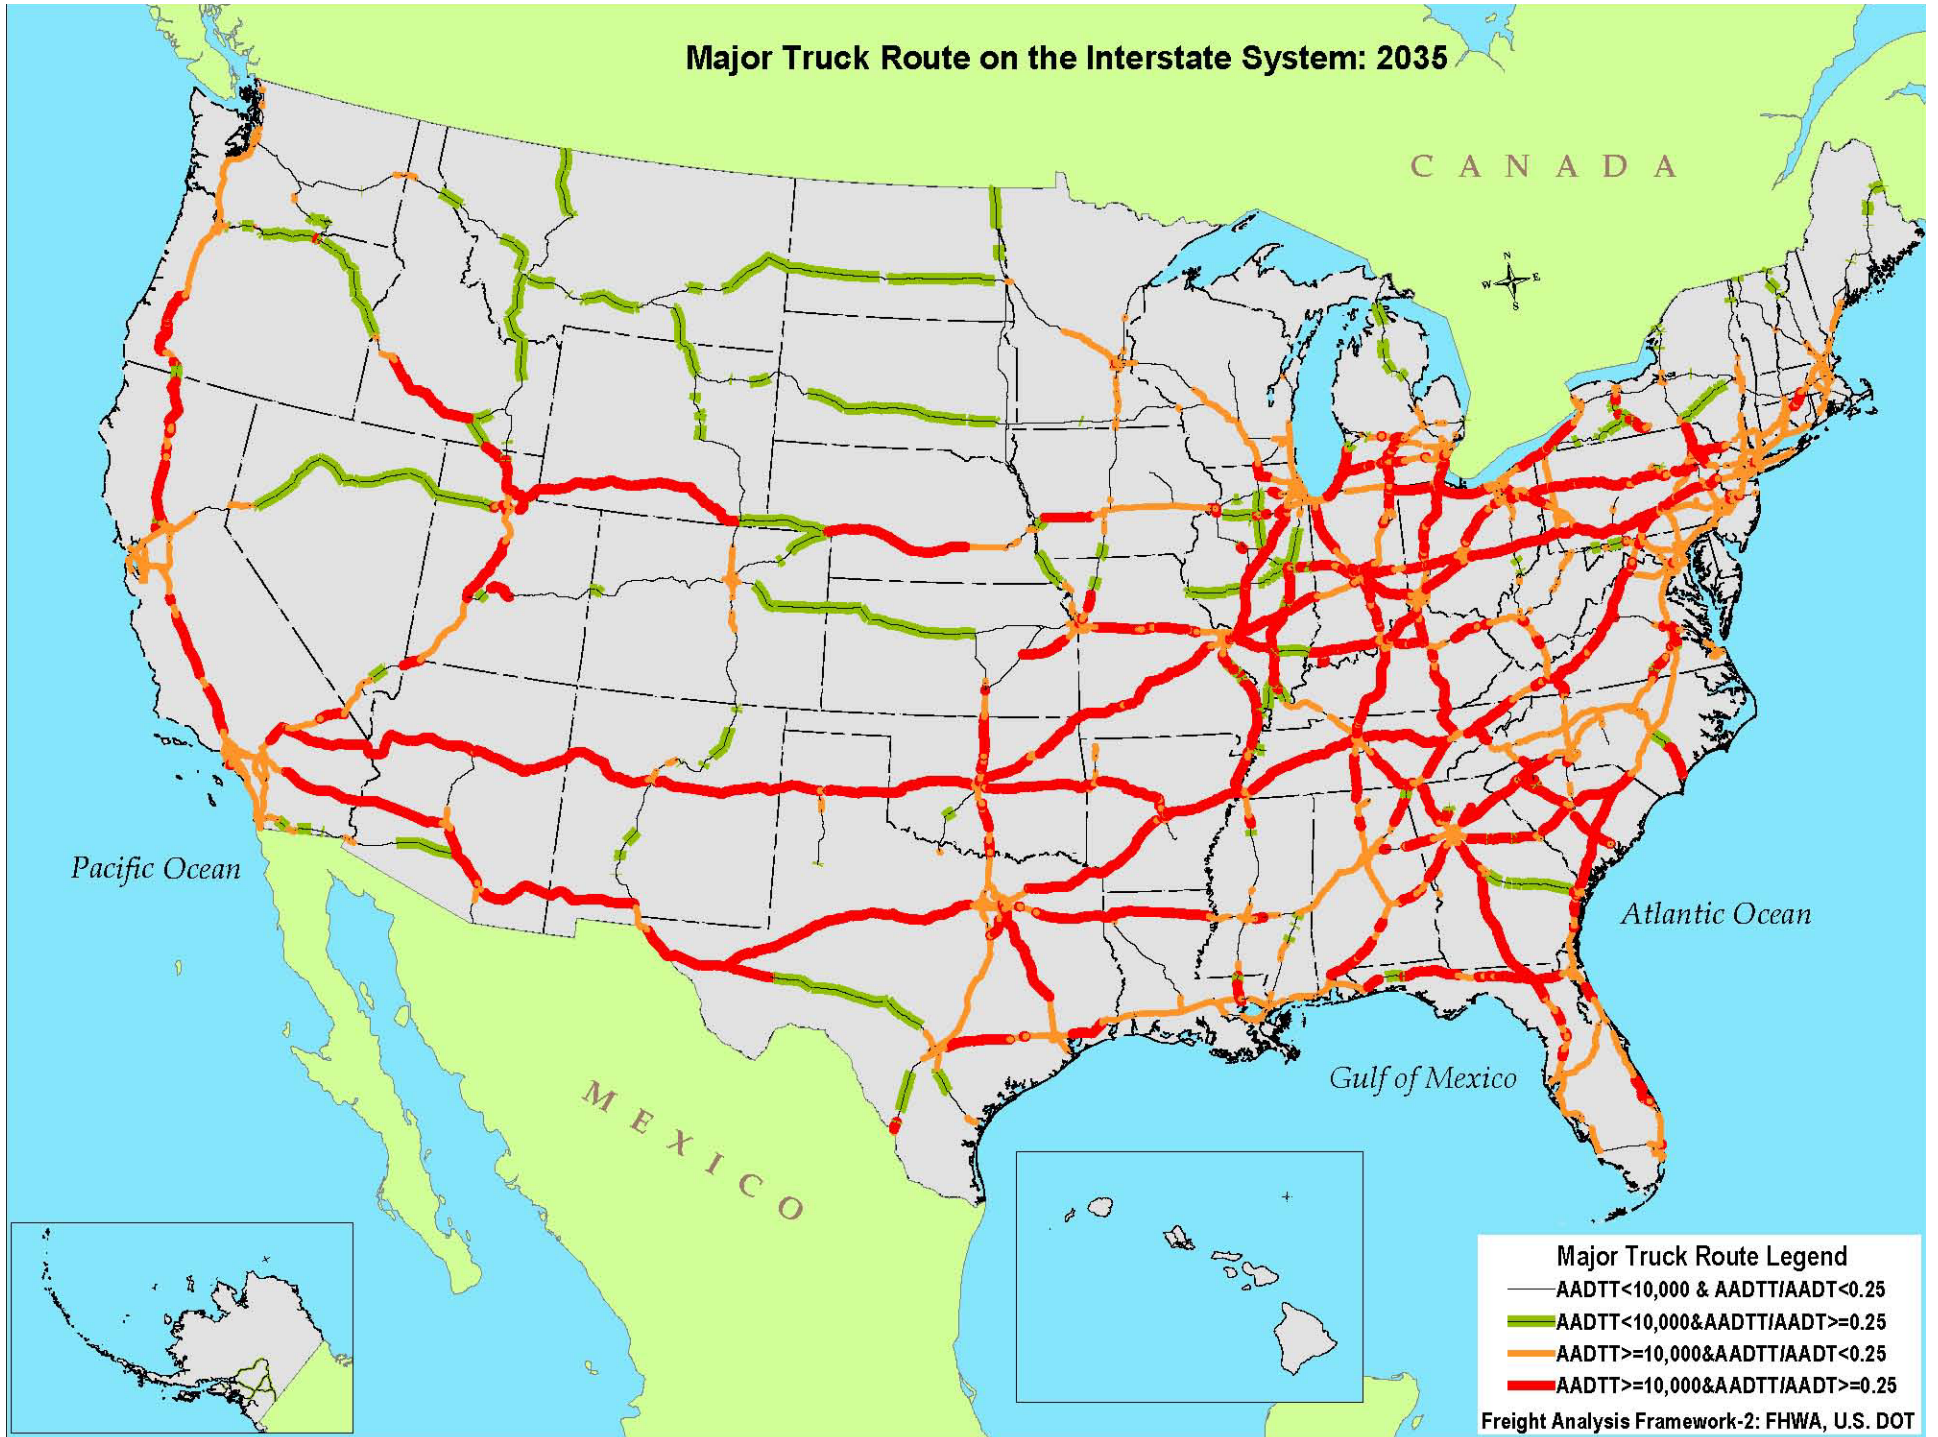 Major Truck Route on the Interstate System: 2035
CANADA
N
W E
S
Pacific Ocean
Atlantic Ocean
Gulf of Mexico
MEXICO
Major Truck Route Legend
AADTT<10,000 & AADTT/AADT<0.25
AADTT<10,000&AADTT/AADT>=0.25
AADTT>=10,000&AADTT/AADT<0.25
AADTT>=10,000&AADTT/AADT>=0.25
Freight Analysis Framework-2: FHWA, U.S. DOT